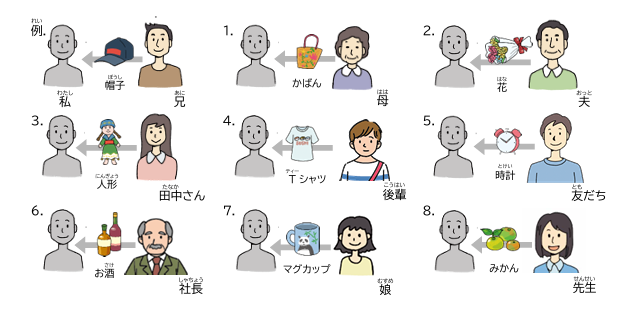 れい
例.
ぼうし
帽子
わたし
私
あに
兄
1.
かばん
はは
母
2.
はな
花
おっと
夫
3.
にんぎょう
人形
たなか
田中さん
4.
ティー
Tシャツ
こうはい
後輩
5.
とけい
時計
とも
友だち
6.
さけ
お酒
しゃちょう
社長
7.
マグカップ
むすめ
娘
8.
みかん
せんせい
先生